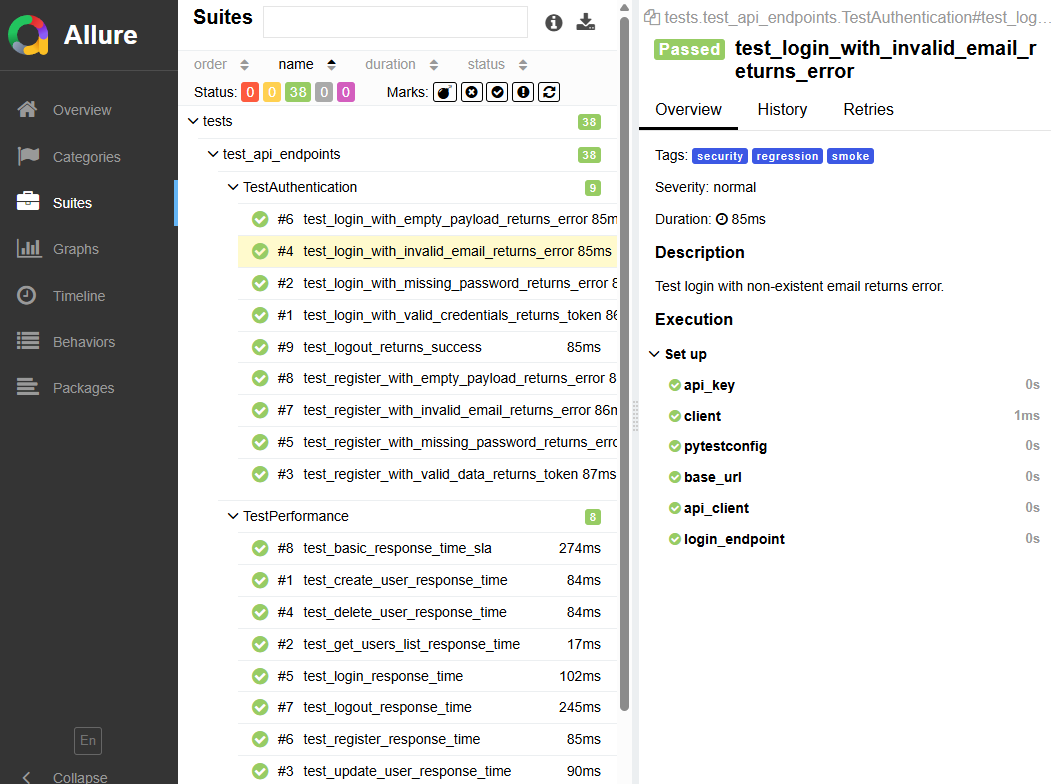 Allure
Overview
Categories
Suites
Graphs
Timeline
Behaviors
Packages
En
Collapse
Suites
order name duration status
Status: 0 0 38 0 0 Marks:
tests 38
test_api_endpoints 38
TestAuthentication 9
#6 test_login_with_empty_payload_returns_error 85m
#4 test_login_with_invalid_email_returns_error 85ms
#2 test_login_with_missing_password_returns_error 8
#1 test_login_with_valid_credentials_returns_token 86
#9 test_logout_returns_success 85ms
#8 test_register_with_empty_payload_returns_error 8
#7 test_register_with_invalid_email_returns_error 86m
#5 test_register_with_missing_password_returns_erro
#3 test_register_with_valid_data_returns_token 87ms
TestPerformance 8
#8 test_basic_response_time_sla 274ms
#1 test_create_user_response_time 84ms
#4 test_delete_user_response_time 84ms
#2 test_get_users_list_response_time 17ms
#5 test_login_response_time 102ms
#7 test_logout_response_time 245ms
#6 test_register_response_time 85ms
#3 test_update_user_response_time 90ms
tests.test_api_endpoints.TestAuthentication#test_log...
Passed test_login_with_invalid_email_r
eturns_error
Overview History Retries
Tags: security regression smoke
Severity: normal
Duration: 85ms
Description
Test login with non-existent email returns error.
Execution
Set up
api_key 0s
client 1ms
pytestconfig 0s
base_url 0s
api_client 0s
login_endpoint 0s